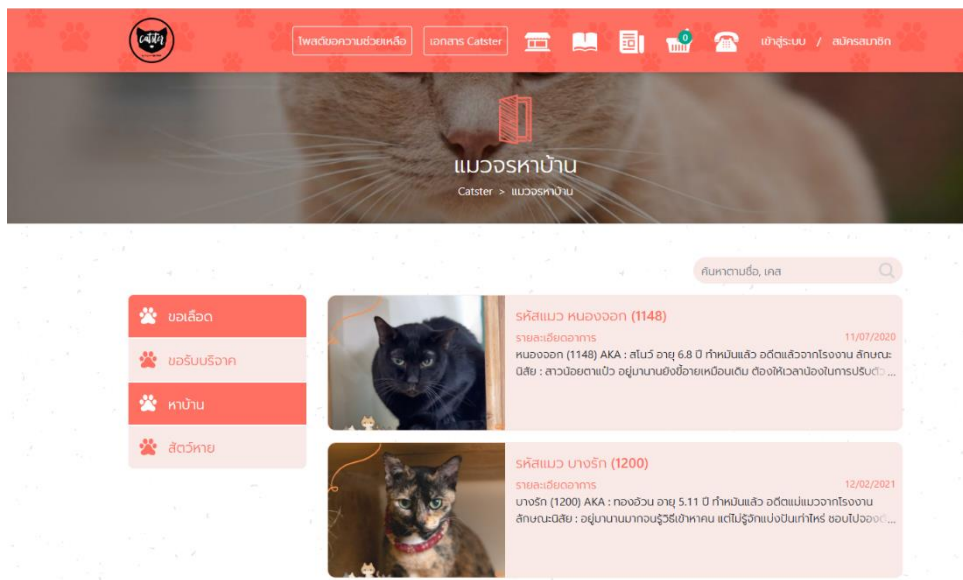 Catster
โพสต์ขอความช่วยเหลือ
เอกสาร Catster
0
เข้าสู่ระบบ / สมัครสมาชิก
แมวจรหาบ้าน
Catster > แมวจรหาบ้าน
ค้นหาตามชื่อ, เคส
ขอเลือด
ขอรับบริจาค
หาบ้าน
สัตว์หาย
รหัสแมว หนองจอก (1148)
รายละเอียดอาการ 11/07/2020
หนองจอก (1148) AKA : สโนว์ อายุ 6.8 ปี ทำหมันแล้ว อดีตแล้วจากโรงงาน ลักษณะ
นิสัย : สาวน้อยตาแป๋ว อยู่มานานยังขี้อายเหมือนเดิม ต้องให้เวลาน้องในการปรับตัว ...
รหัสแมว บางรัก (1200)
รายละเอียดอาการ 12/02/2021
บางรัก (1200) AKA : ทองอ้วน อายุ 5.11 ปี ทำหมันแล้ว อดีตแม่แมวจากโรงงาน
ลักษณะนิสัย : อยู่มานานมากจนรู้วิธีเข้าหาคน แต่ไม่รู้จักแบ่งปันเท่าไหร่ ชอบไปจอง ...